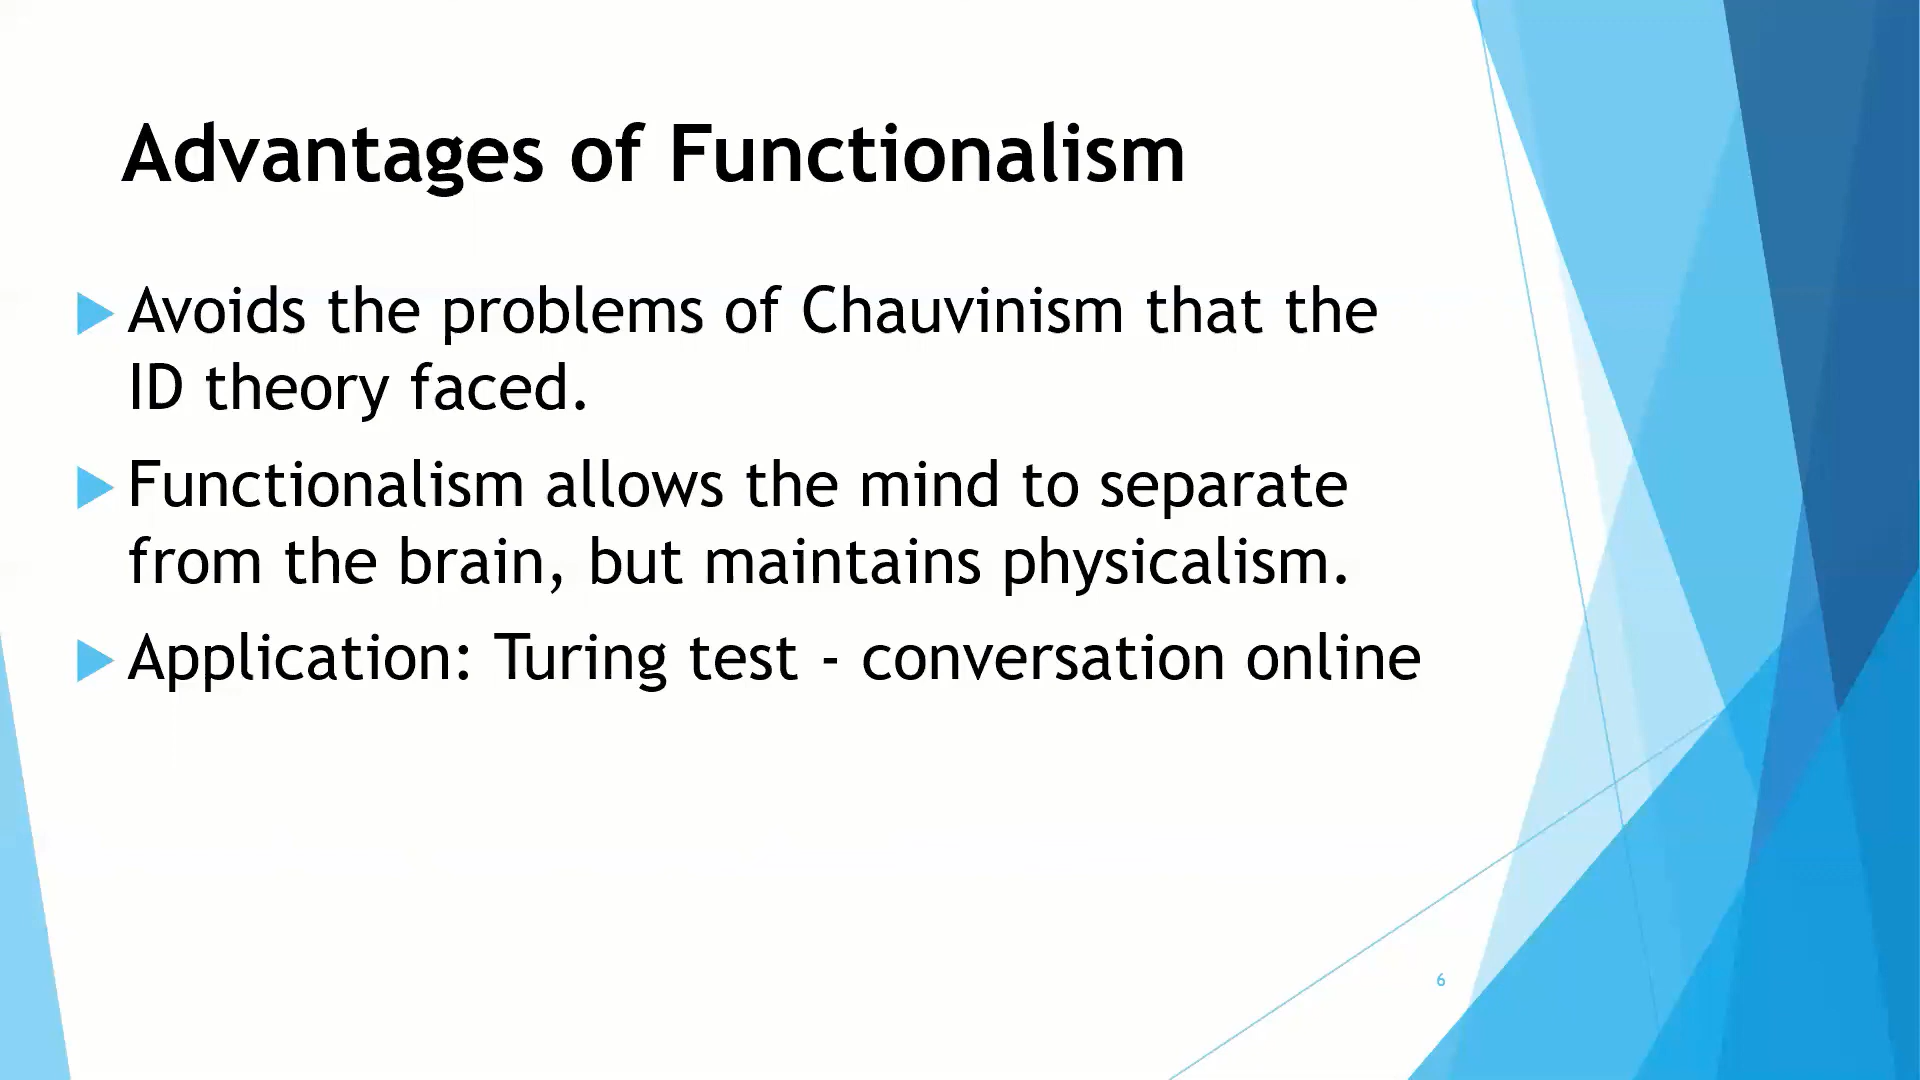 Advantages of Functionalism
Avoids the problems of Chauvinism that the
ID theory faced.
Functionalism allows the mind to separate
from the brain, but maintains physicalism.
Application: Turing test - conversation online
6